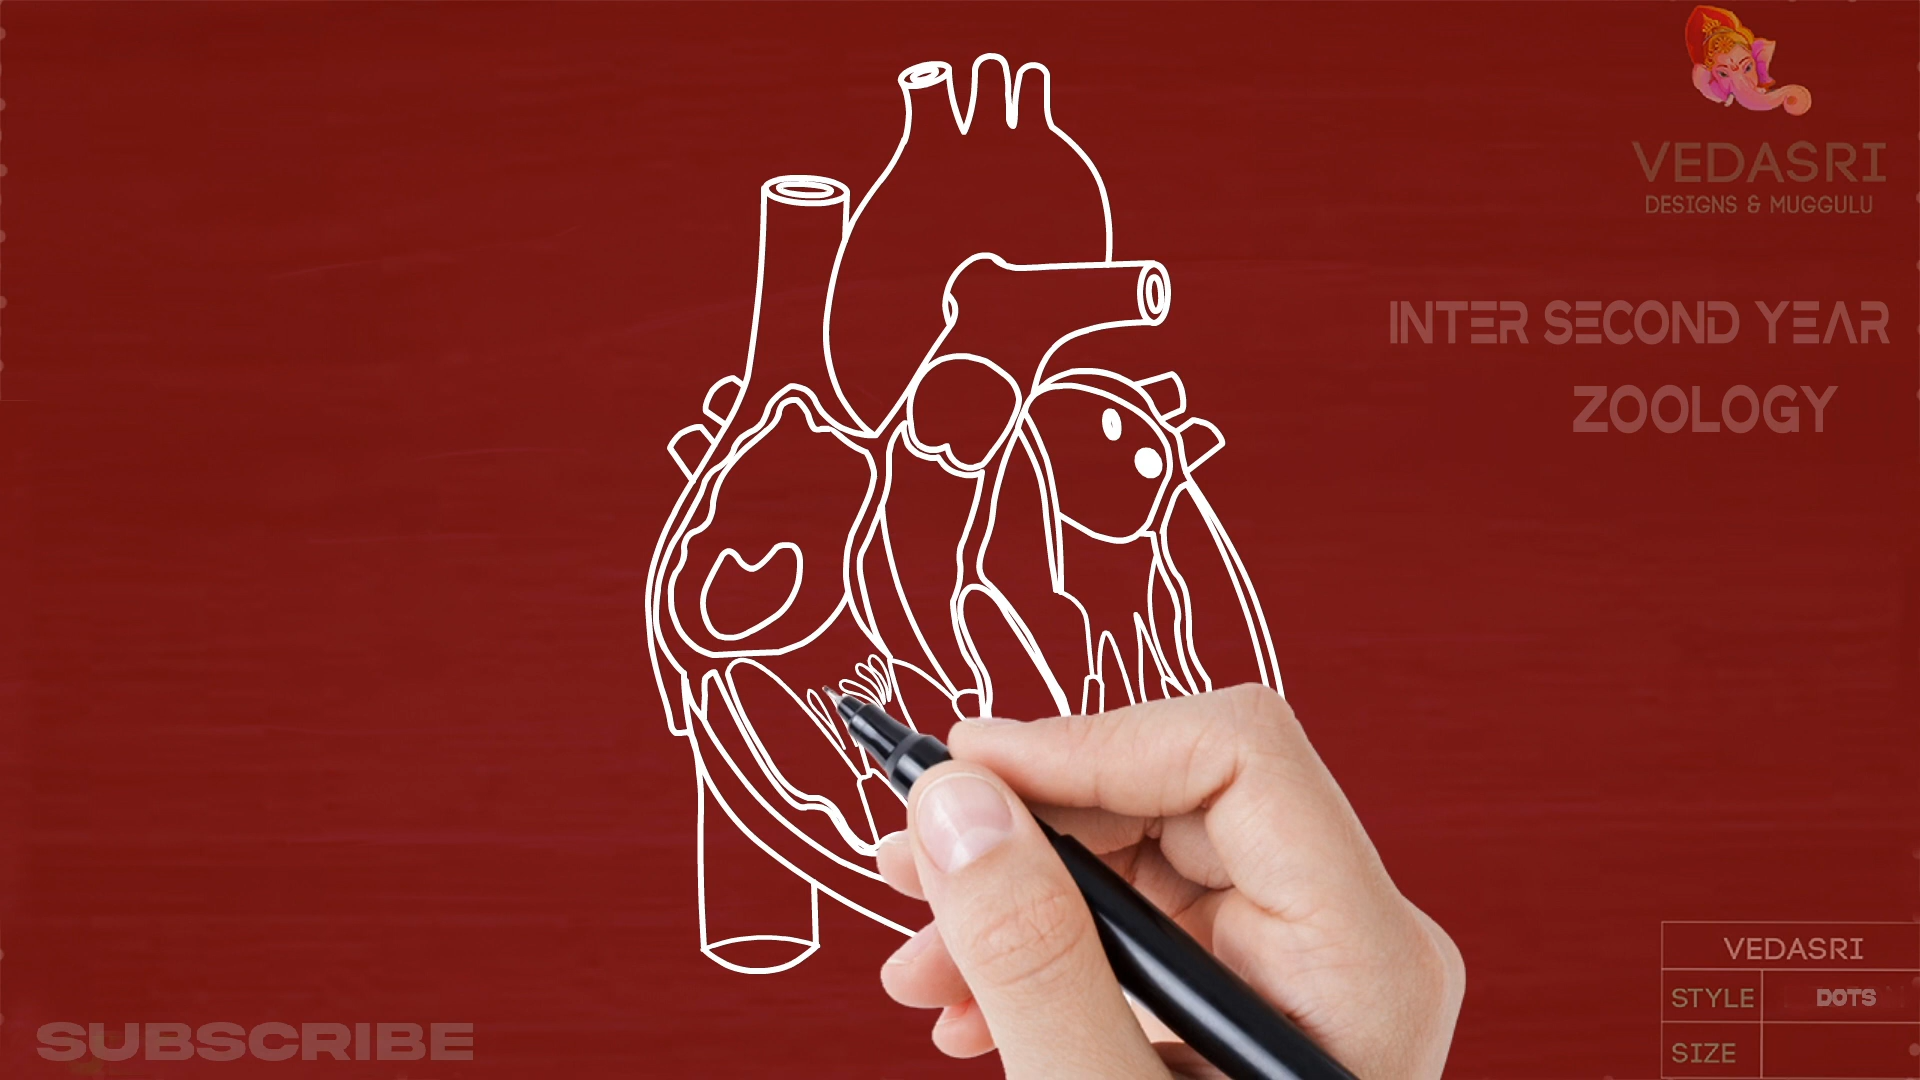 VEDASRI
DESIGNS & MUGGULU
INTER SECOND YEAR
ZOOLOGY
VEDASRI
STYLE DOTS
SIZE
SUBSCRIBE